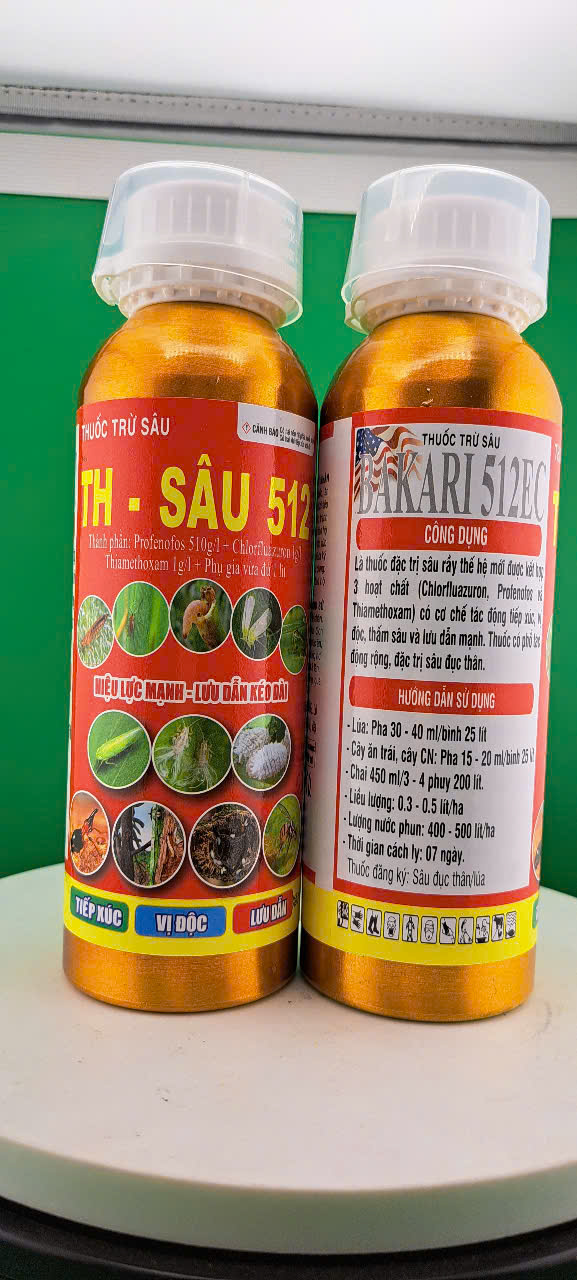 THUỐC TRỪ SÂU
CẢNH BÁO
TH - SÂU 512
Thành phần: Profenofos 510g/l + Chlorfluazuron 1g/l
Thiamethoxam 1g/l + Phụ gia vừa đủ 1 lít
HIỆU LỰC MẠNH - LƯU DẪN KÉO DÀI
TIẾP XÚC
VỊ ĐỘC
LƯU DẪN
THUỐC TRỪ SÂU
BAKARI 512EC
CÔNG DỤNG
Là thuốc đặc trị sâu rầy thế hệ mới được kết hợp
3 hoạt chất (Chlorfluazuron, Profenofos và
Thiamethoxam) có cơ chế tác động tiếp xúc, vị
độc, thấm sâu và lưu dẫn mạnh. Thuốc có phổ tác
động rộng, đặc trị sâu đục thân.
HƯỚNG DẪN SỬ DỤNG
- Lúa: Pha 30 - 40 ml/bình 25 lít
- Cây ăn trái, cây CN: Pha 15 - 20 ml/bình 25 lít
- Chai 450 ml/3 - 4 phuy 200 lít.
- Liều lượng: 0.3 - 0.5 lít/ha
- Lượng nước phun: 400 - 500 lít/ha
- Thời gian cách ly: 07 ngày.
Thuốc đăng ký: Sâu đục thân/lúa